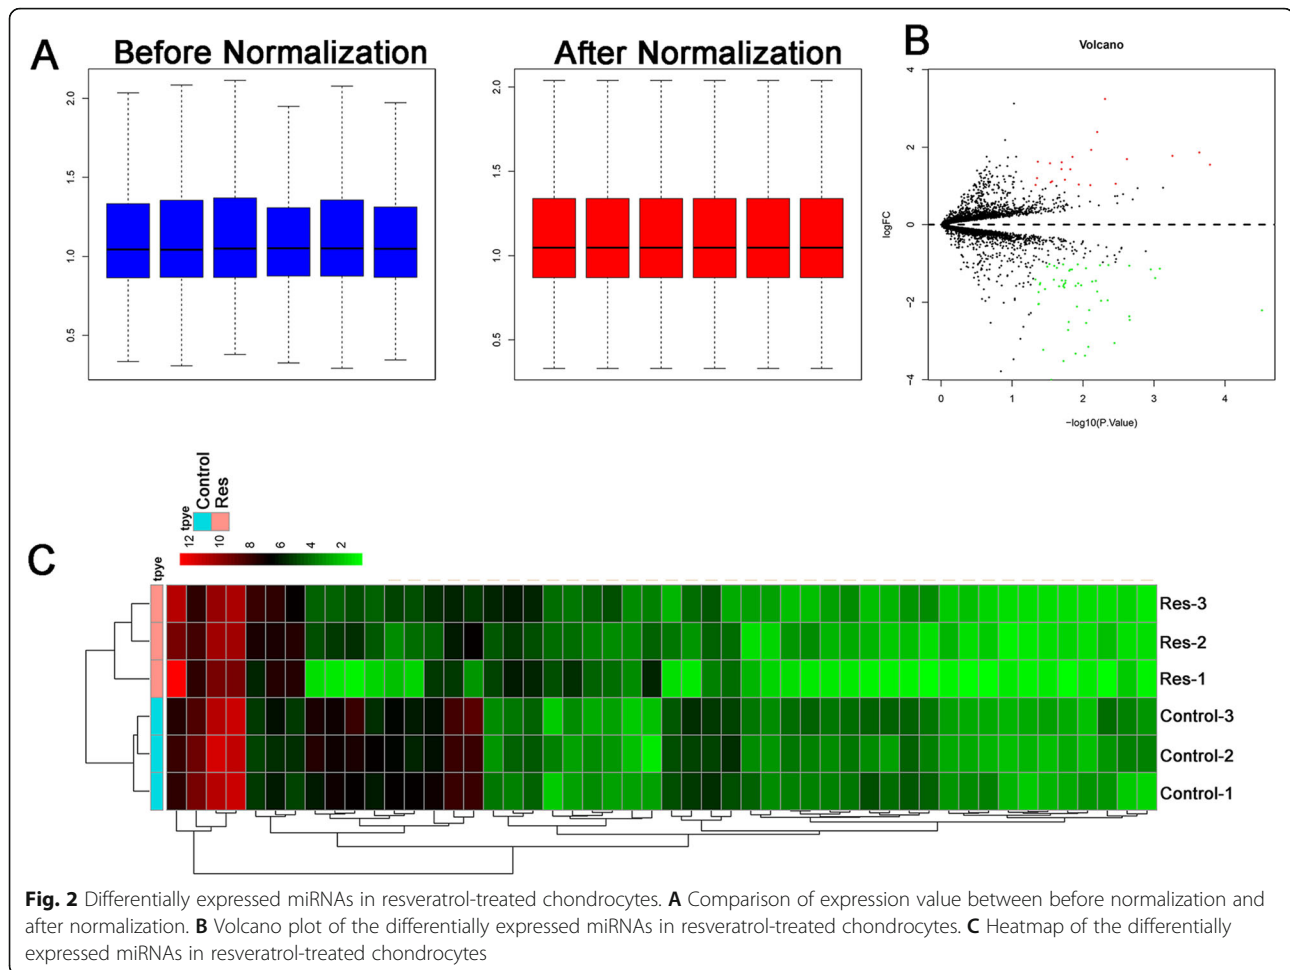 A
Before Normalization
2.0
1.5
1.0
0.5
After Normalization
2.0
1.5
1.0
0.5
B
Volcano
4
2
0
−2
−4
logFC
0 1 2 3 4
−log10(P.Value)
C
tpye
Control
Res
12 10 8 6 4 2
tpye
Res-3
Res-2
Res-1
Control-3
Control-2
Control-1
Fig. 2 Differentially expressed miRNAs in resveratrol-treated chondrocytes. A Comparison of expression value between before normalization and
after normalization. B Volcano plot of the differentially expressed miRNAs in resveratrol-treated chondrocytes. C Heatmap of the differentially
expressed miRNAs in resveratrol-treated chondrocytes